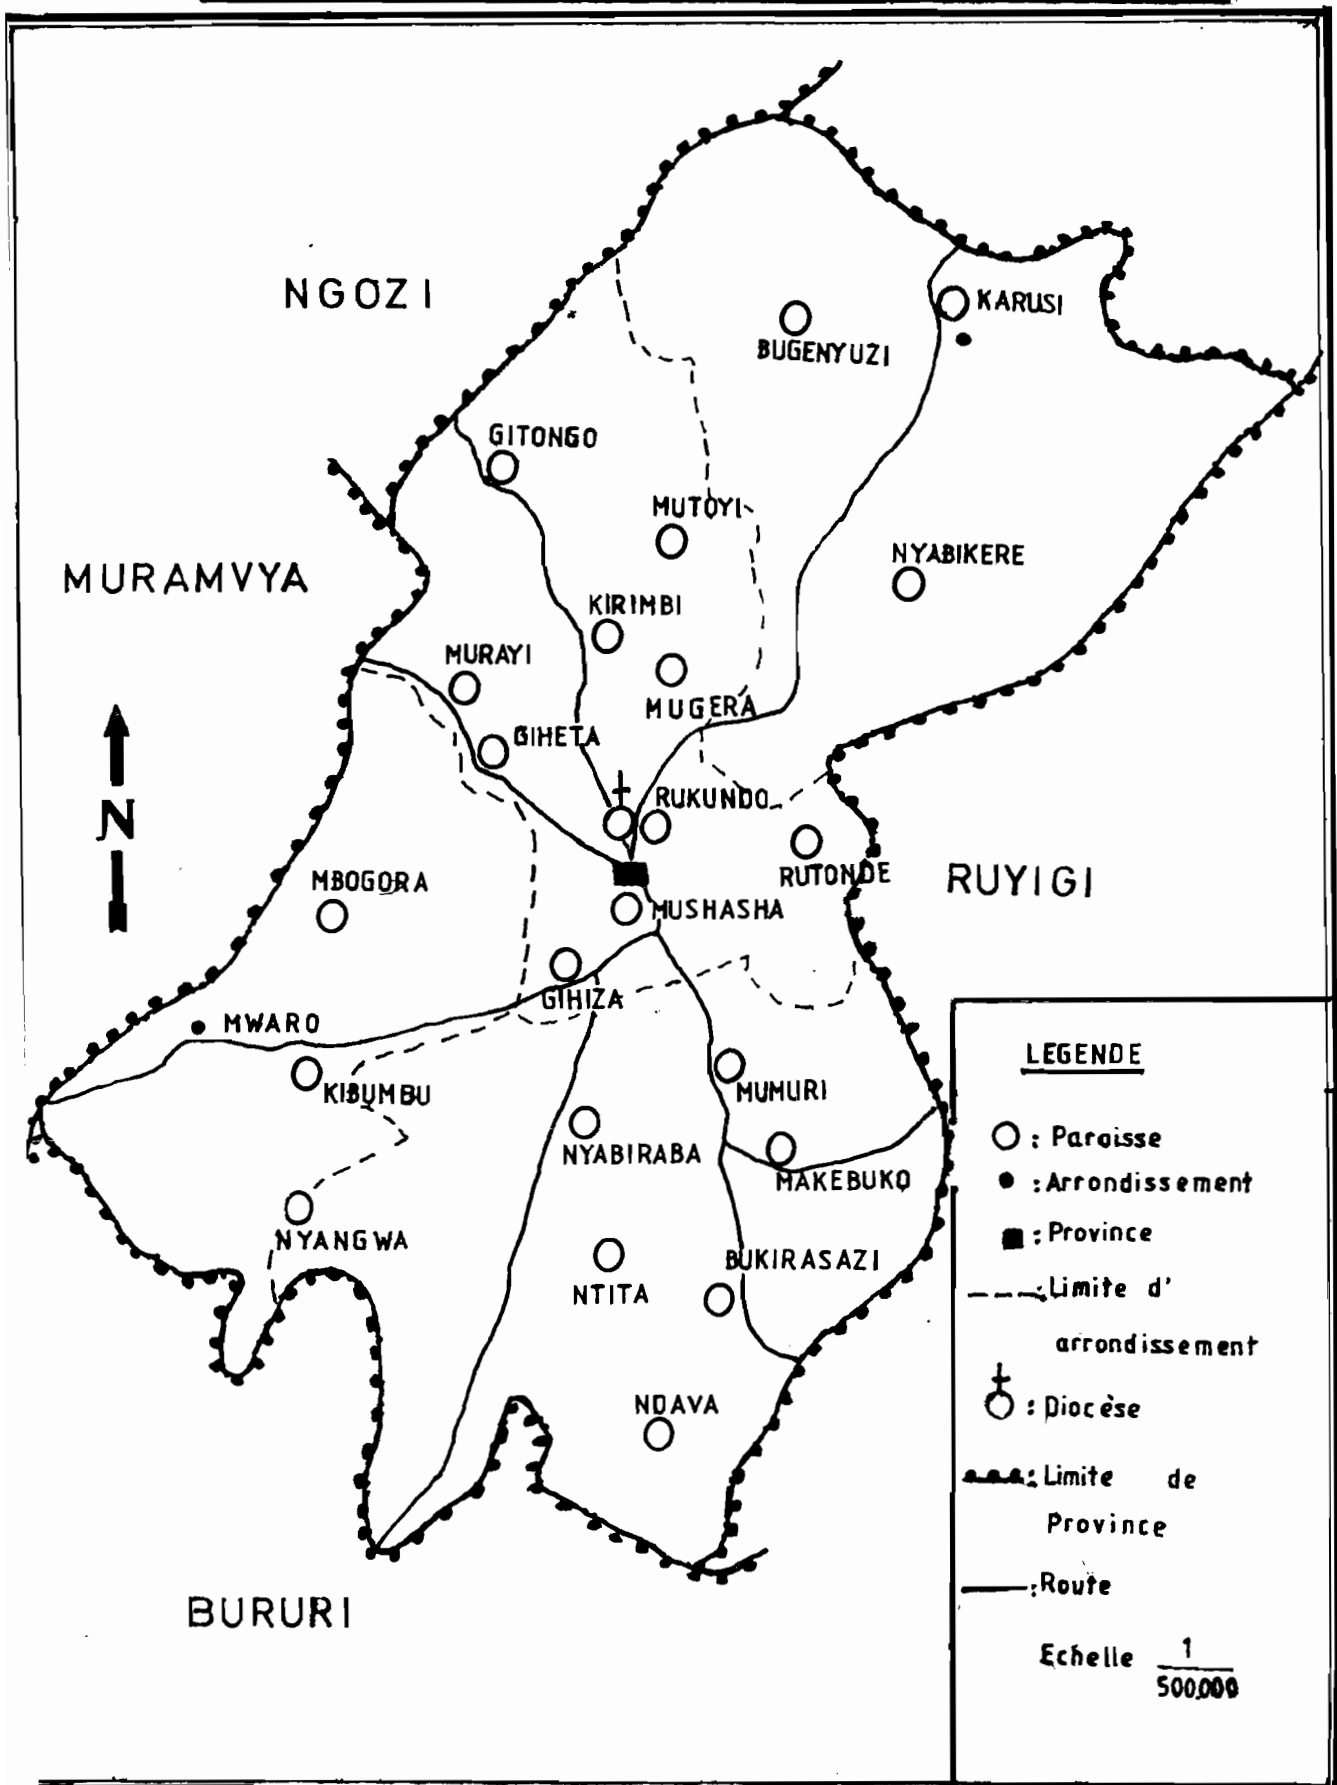 NGOZI
KARUSI
BUGENYUZI
GITONGO
MUTOYI
NYABIKERE
MURAMVYA
KIRIMBI
MURAYI
MUGERA
GIHETA
RUKUNDO
N
RUTONDE
RUYIGI
MBOGORA
MUSHASHA
GIHIZA
MWARO
KIBUMBU
MUMURI
NYABIRABA
MAKEBUKO
NYANGWA
BUKIRASAZI
NTITA
NDAVA
BURURI
LEGENDE
: Paroisse
: Arrondissement
: Province
: Limite d'
arrondissement
: Diocèse
: Limite de
Province
: Route
Echelle 1
500,000